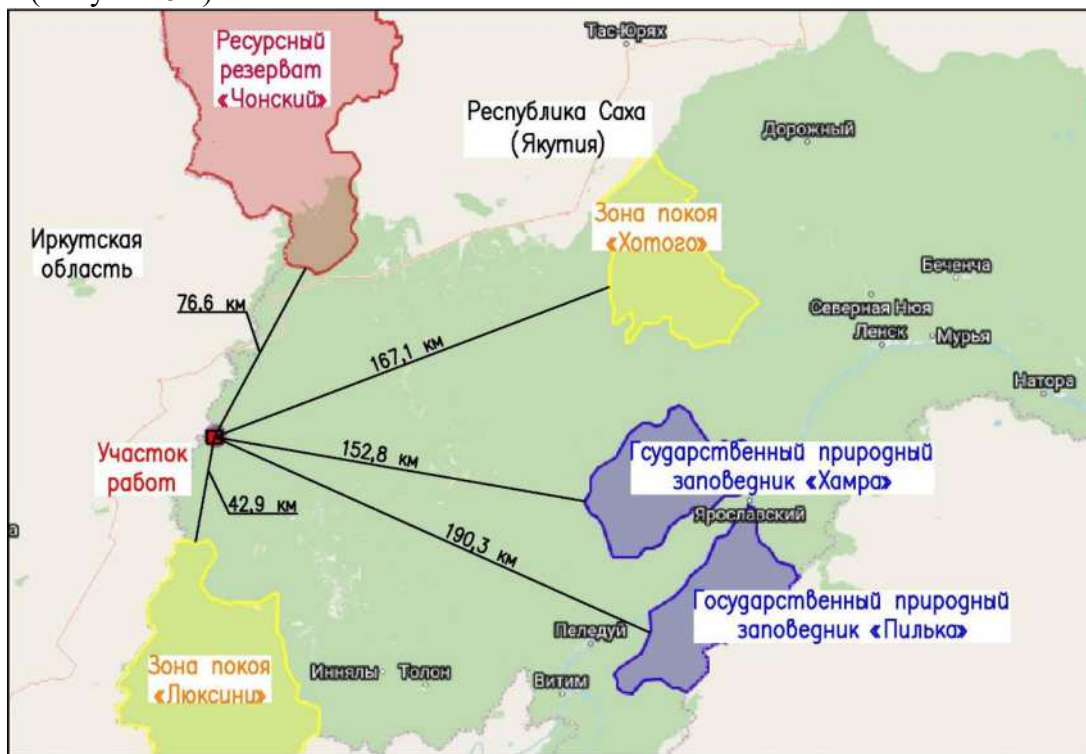 Ресурсный
резерват
«Чонский»
Тас-Юрях
Республика Саха
(Якутия)
Дорожный
Иркутская
область
Зона покоя
«Хотого»
Беченча
Северная Нюя
Ленск
Мурья
Натора
76,6 км
167,1 км
Участок
работ
152,8 км
42,9 км
190,3 км
Гсударственный природный
заповедник «Хамра»
Ярославский
а
Государственный природный
заповедник «Пилька»
Пеледуй
Зона покоя
«Люксини»
Иннялы
Толон
Витим